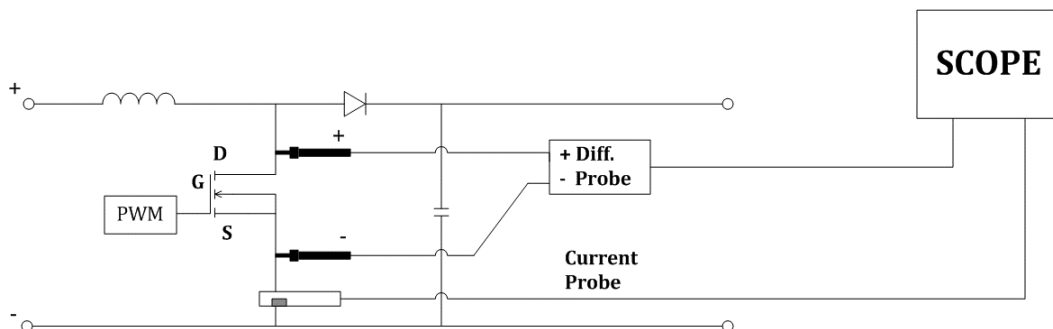 SCOPE
+
+
D
+ Diff.
- Probe
G
PWM
S
-
Current
Probe
-